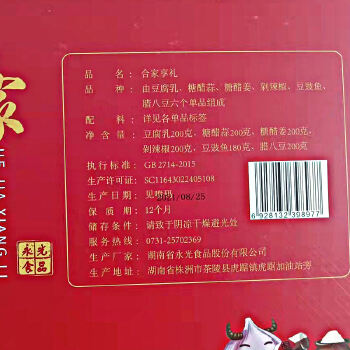 品名：合家享礼
品种：由豆腐乳、糖醋蒜、糖醋姜、剁辣椒、豆豉鱼、
腊八豆六个单品组成
配料：详见各单品标签
净含量：豆腐乳200克，糖醋蒜200克，糖醋姜200克，
剁辣椒200克，豆豉鱼180克，腊八豆200克
执行标准：GB 2714-2015
生产许可证：SC11643022405108
生产日期：见喷码
/08/25
保质期：12个月
储存条件：请致于阴凉干燥避光处
服务热线：0731-25702369
生产商：湖南省永光食品股份有限公司
生产地址：湖南省株洲市茶陵县虎踞镇虎踞加油站旁
6 928132 398977
家
HE JIA XIANG LI
永光
食品